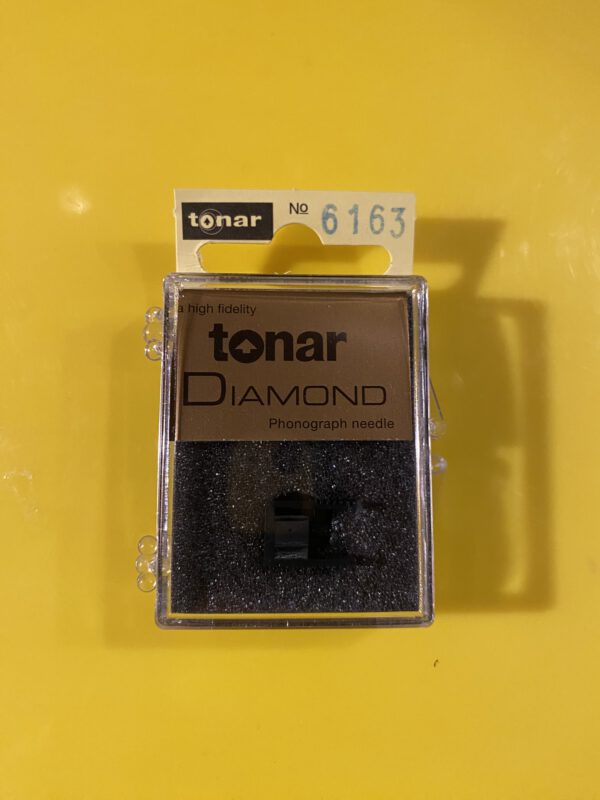 tonar No 6163
a high fidelity
tonar
DIAMOND
Phonograph needle